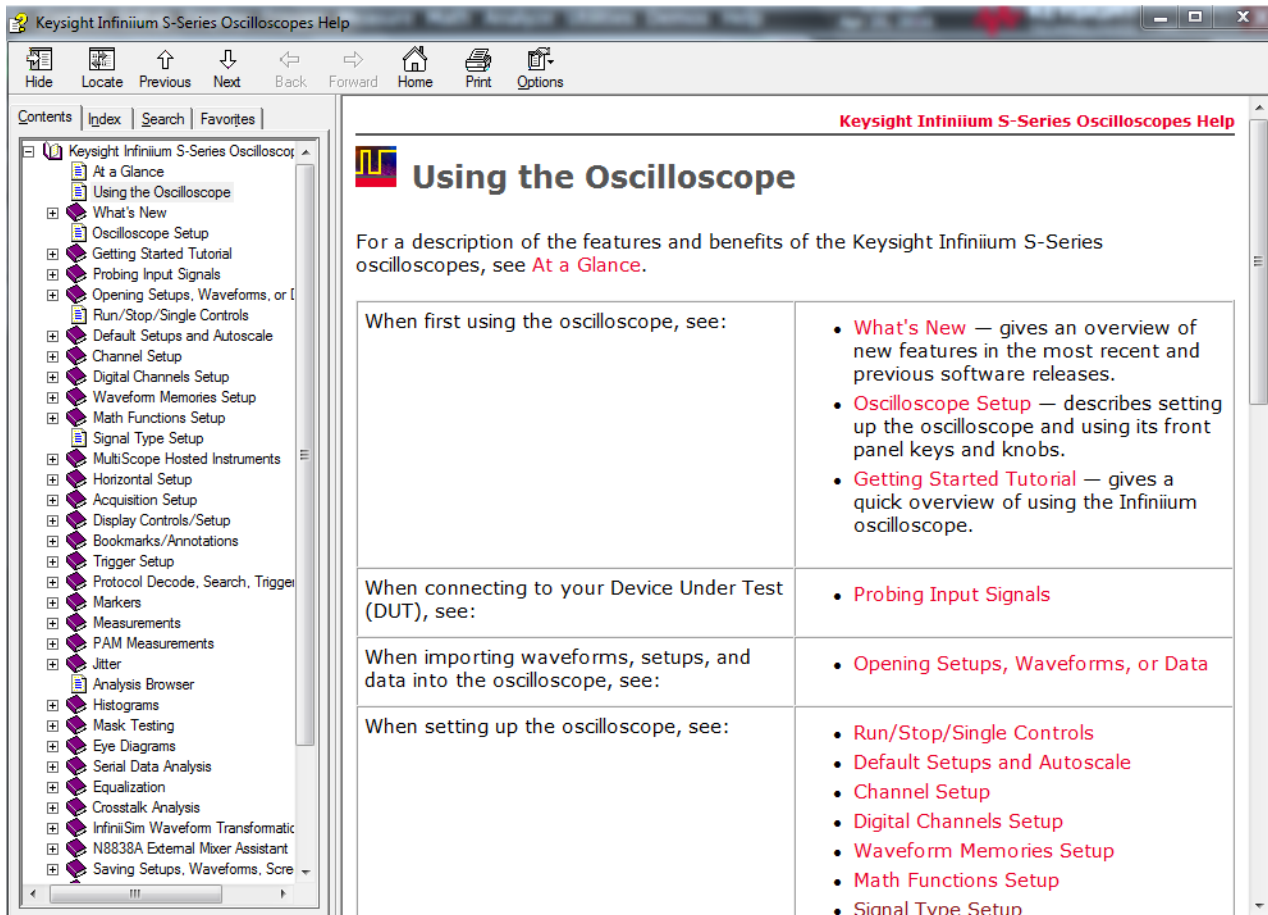 Keysight Infiniium S-Series Oscilloscopes Help
Hide Locate Previous Next Back Forward Home Print Options
Contents Index Search Favorites
Keysight Infiniium S-Series Oscilloscop
At a Glance
Using the Oscilloscope
What's New
Oscilloscope Setup
Getting Started Tutorial
Probing Input Signals
Opening Setups, Waveforms, or D
Run/Stop/Single Controls
Default Setups and Autoscale
Channel Setup
Digital Channels Setup
Waveform Memories Setup
Math Functions Setup
Signal Type Setup
MultiScope Hosted Instruments
Horizontal Setup
Acquisition Setup
Display Controls/Setup
Bookmarks/Annotations
Trigger Setup
Protocol Decode, Search, Trigger
Markers
Measurements
PAM Measurements
Jitter
Analysis Browser
Histograms
Mask Testing
Eye Diagrams
Serial Data Analysis
Equalization
Crosstalk Analysis
InfiniiSim Waveform Transformatic
N8838A External Mixer Assistant
Saving Setups, Waveforms, Scre
Keysight Infiniium S-Series Oscilloscopes Help
Using the Oscilloscope
For a description of the features and benefits of the Keysight Infiniium S-Series
oscilloscopes, see At a Glance.
When first using the oscilloscope, see:
• What's New — gives an overview of
new features in the most recent and
previous software releases.
• Oscilloscope Setup — describes setting
up the oscilloscope and using its front
panel keys and knobs.
• Getting Started Tutorial — gives a
quick overview of using the Infiniium
oscilloscope.
When connecting to your Device Under Test
(DUT), see:
• Probing Input Signals
When importing waveforms, setups, and
data into the oscilloscope, see:
• Opening Setups, Waveforms, or Data
When setting up the oscilloscope, see:
• Run/Stop/Single Controls
• Default Setups and Autoscale
• Channel Setup
• Digital Channels Setup
• Waveform Memories Setup
• Math Functions Setup
• Signal Type Setup